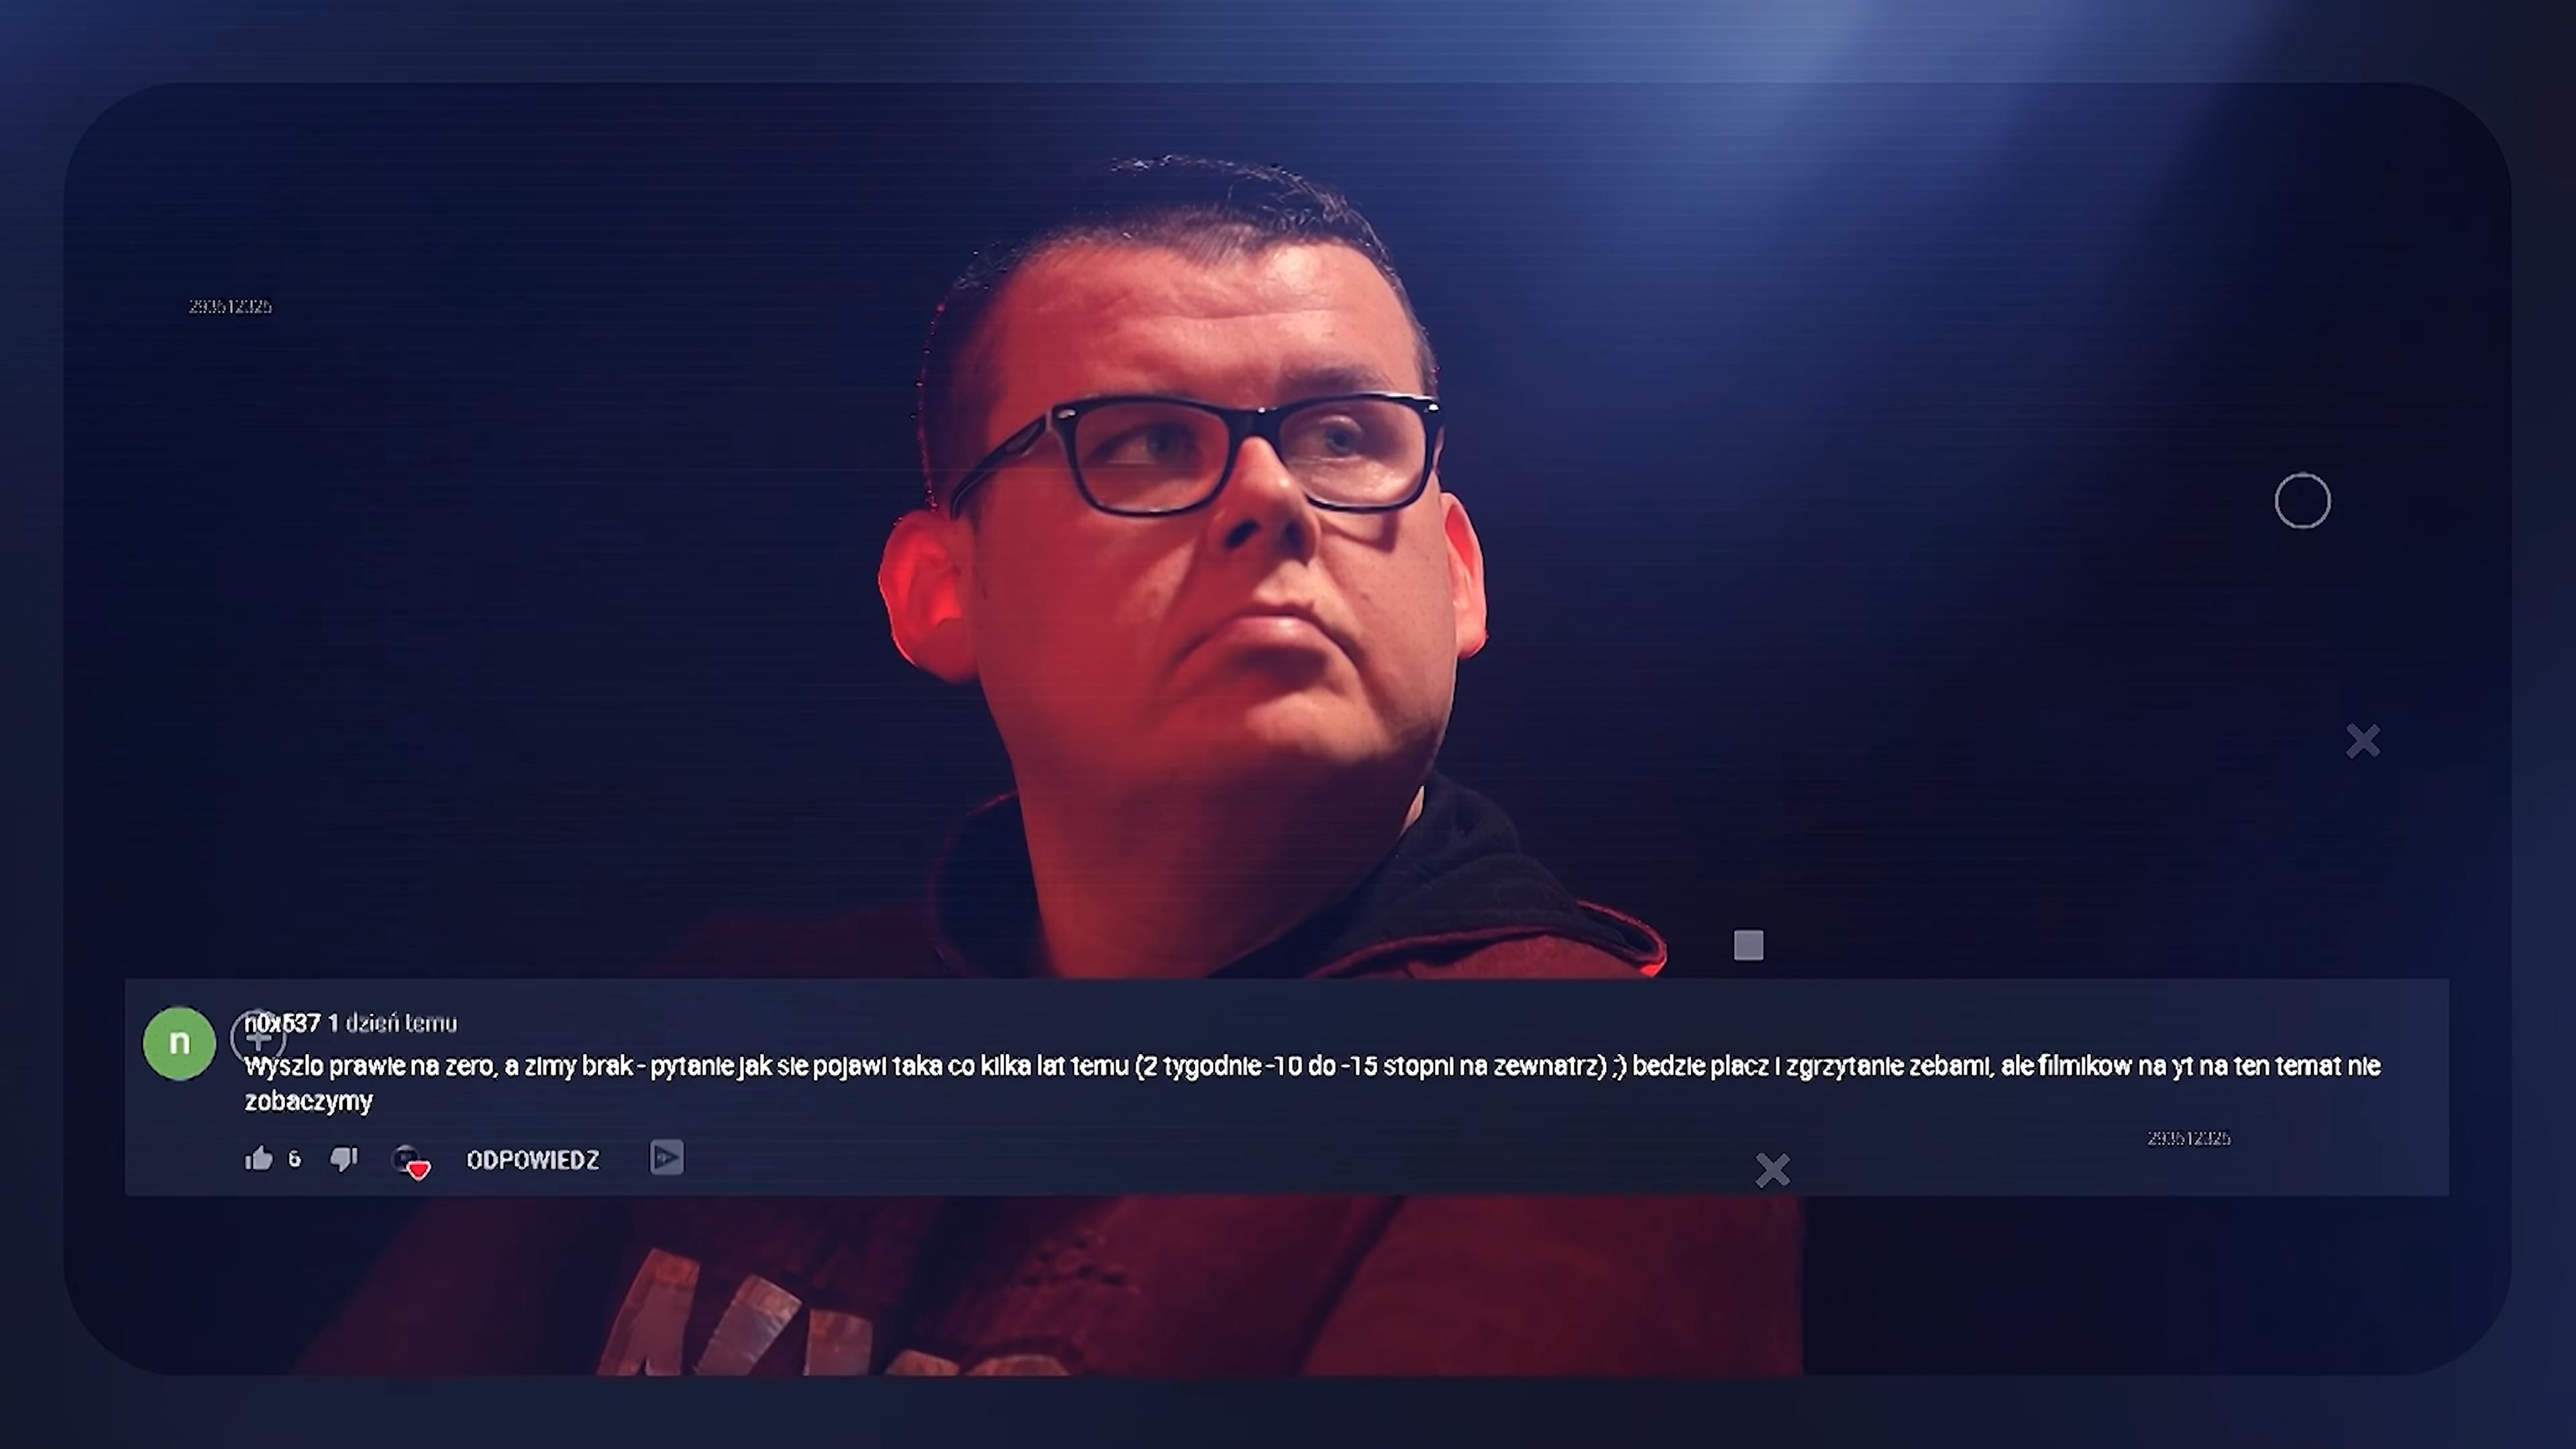 293512325
n0x537 1 dzień temu
Wyszlo prawie na zero, a zimy brak - pytanie jak sie pojawi taka co kilka lat temu (2 tygodnie -10 do -15 stopni na zewnatrz) ;) bedzie placz i zgrzytanie zebami, ale filmikow na yt na ten temat nie
zobaczymy
293512325
6 ODPOWIEDZ